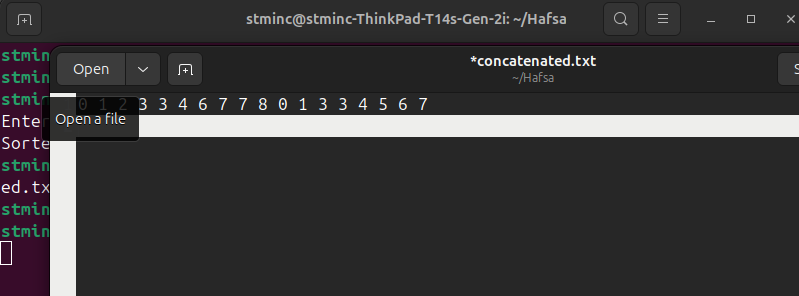 stminc@stminc-ThinkPad-T14s-Gen-2i: ~/Hafsa
stmin
Open
*concatenated.txt
~/Hafsa
S
stmin
stmin
0 1 2 3 3 4 6 7 7 8 0 1 3 3 4 5 6 7
Enter
Open a file
Sorte
stmin
ed.tx
stmin
stmin